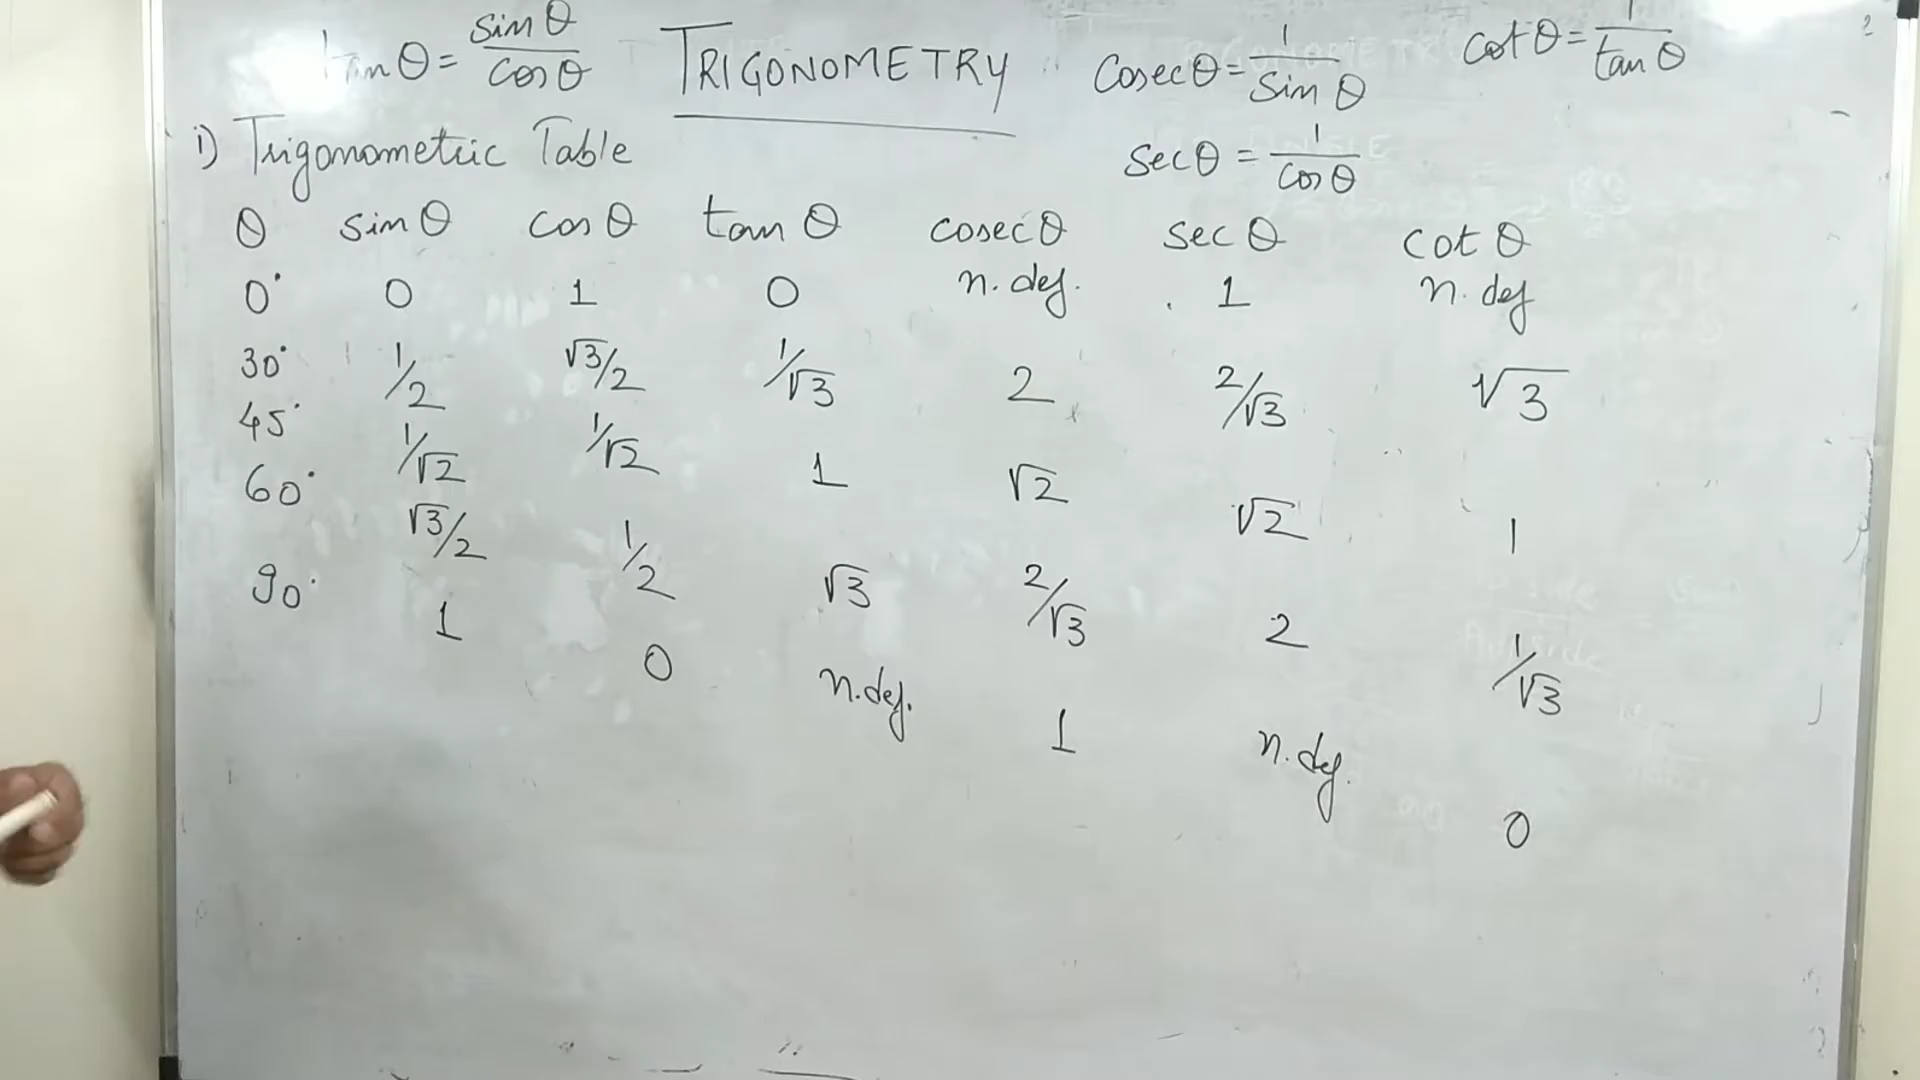 tan θ = sin θ / cos θ   TRIGONOMETRY   cosec θ = 1 / sin θ   cot θ = 1 / tan θ
i) Trigonometric Table   sec θ = 1 / cos θ
θ   sin θ   cos θ   tan θ   cosec θ   sec θ   cot θ
0°   0   1   0   n. def.   1   n. def
30°   1/2   √3/2   1/√3   2   2/√3   √3
45°   1/√2   1/√2   1   √2   √2   1
60°   √3/2   1/2   √3   2/√3   2   1/√3
90°   1   0   n. def.   1   n. def.   0